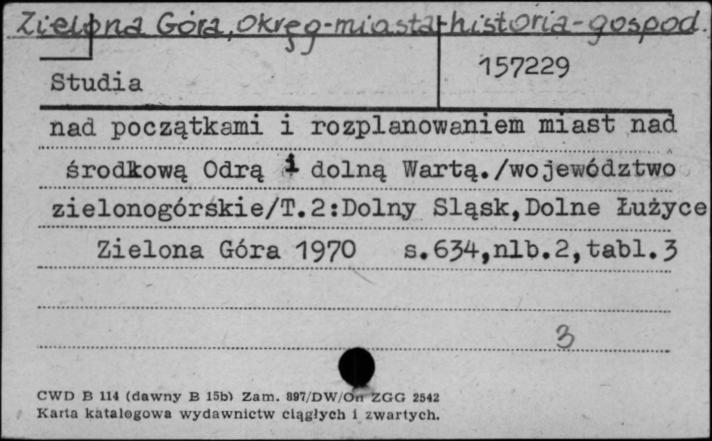 Zielona Góra, okręg-miasta-historia-gospod.
Studia
157229
nad początkami i rozplanowaniem miast nad
środkową Odrą i dolną Wartą./województwo
zielonogórskie/T.2:Dolny Sląsk,Dolne Łużyce
Zielona Góra 1970 s.634,nlb.2,tabl.3
3
CWD B 114 (dawny B 15b) Zam. 897/DW/On ZGG 2542
Karta katalogowa wydawnictw ciągłych i zwartych.